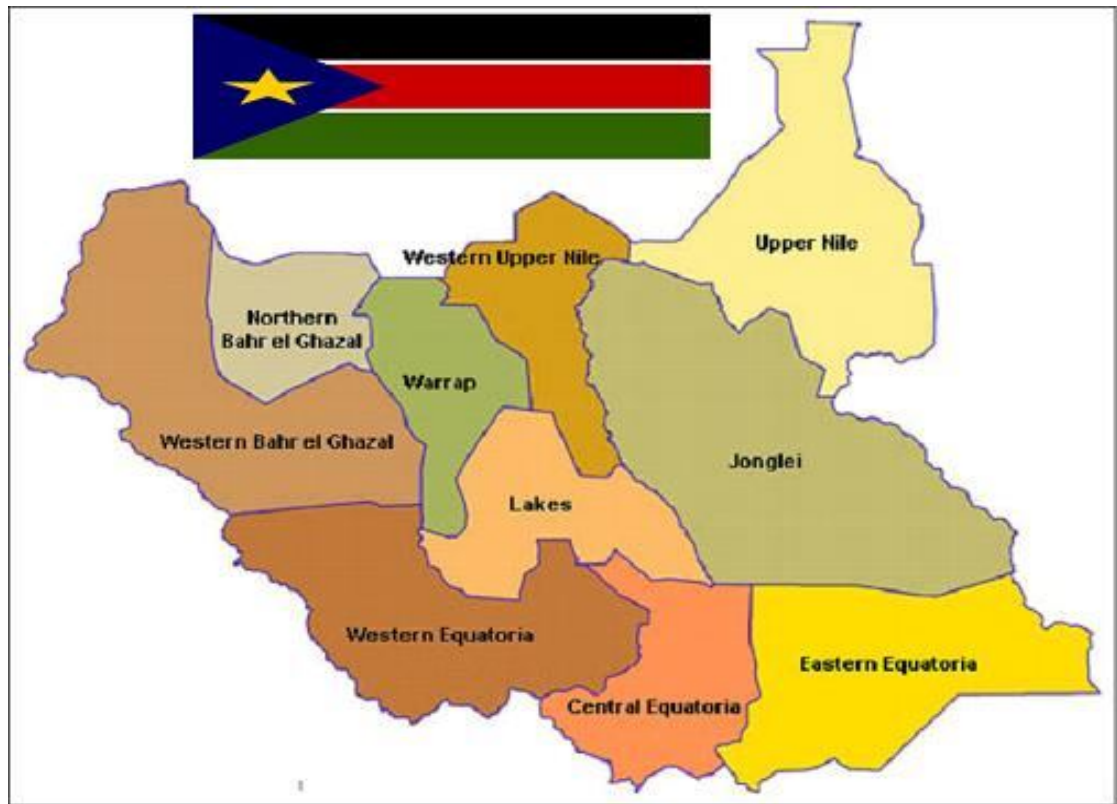 Upper Nile
Western Upper Nile
Northern
Bahr el Ghazal
Warrap
Western Bahr el Ghazal
Jonglei
Lakes
Western Equatoria
Eastern Equatoria
Central Equatoria